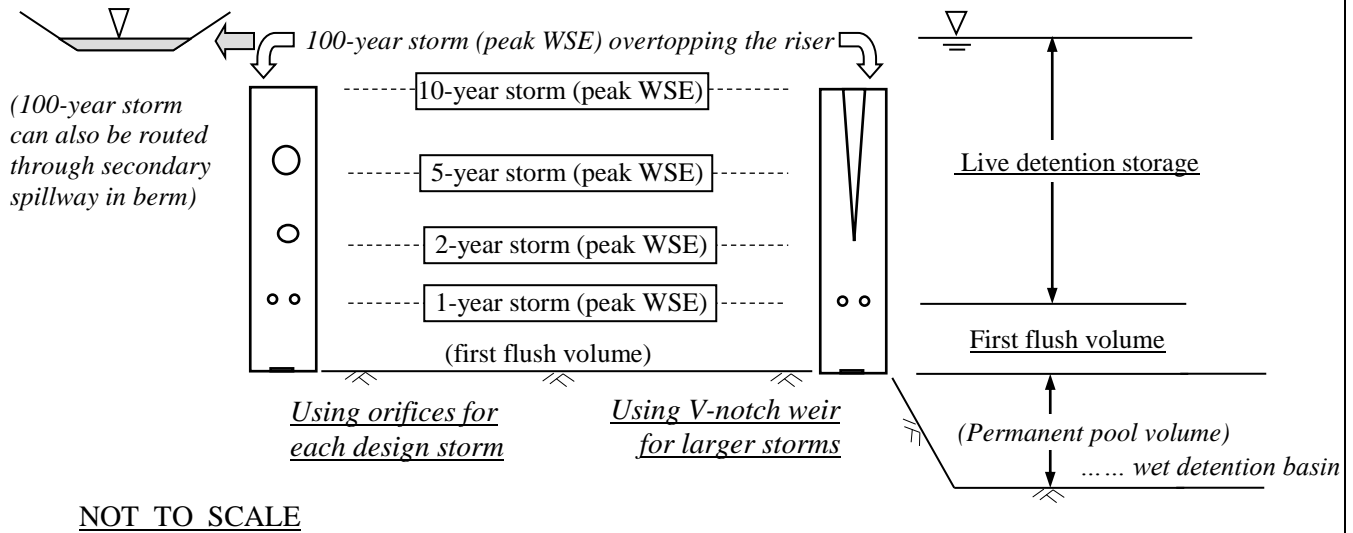 100-year storm (peak WSE) overtopping the riser
(100-year storm
can also be routed
through secondary
spillway in berm)
10-year storm (peak WSE)
5-year storm (peak WSE)
2-year storm (peak WSE)
1-year storm (peak WSE)
(first flush volume)
Using orifices for
each design storm
Using V-notch weir
for larger storms
Live detention storage
First flush volume
(Permanent pool volume)
…… wet detention basin
NOT TO SCALE